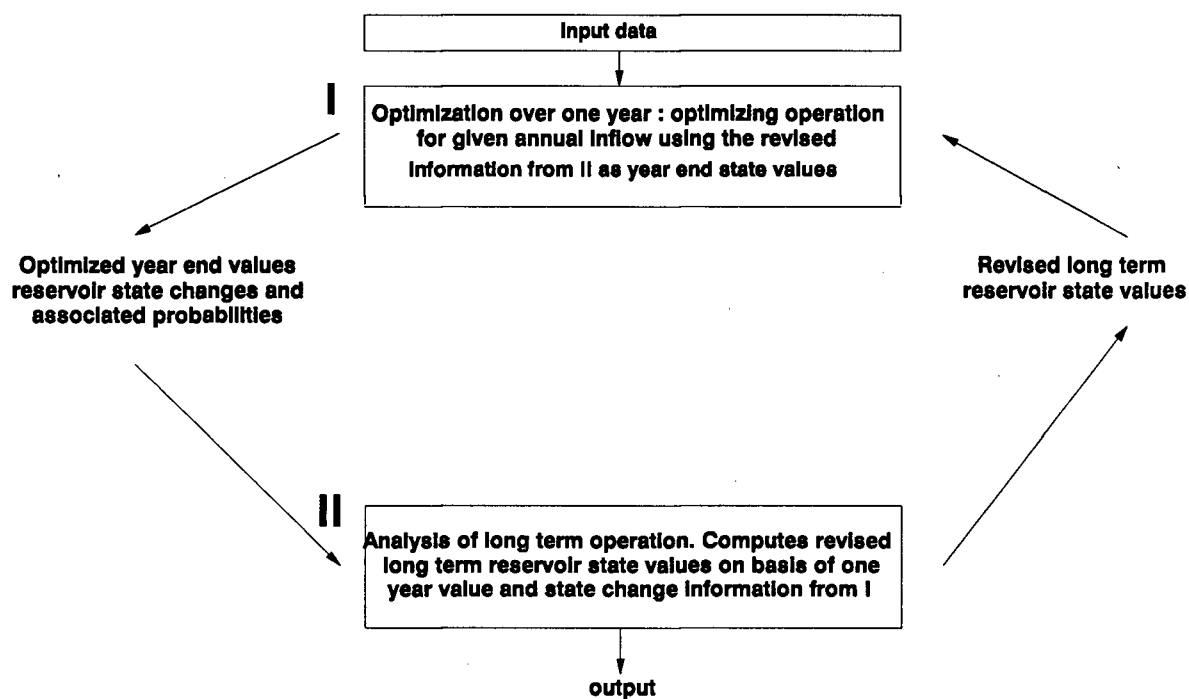 Input data
I
Optimization over one year : optimizing operation
for given annual inflow using the revised
information from II as year end state values
Optimized year end values
reservoir state changes and
associated probabilities
Revised long term
reservoir state values
II
Analysis of long term operation. Computes revised
long term reservoir state values on basis of one
year value and state change information from I
output